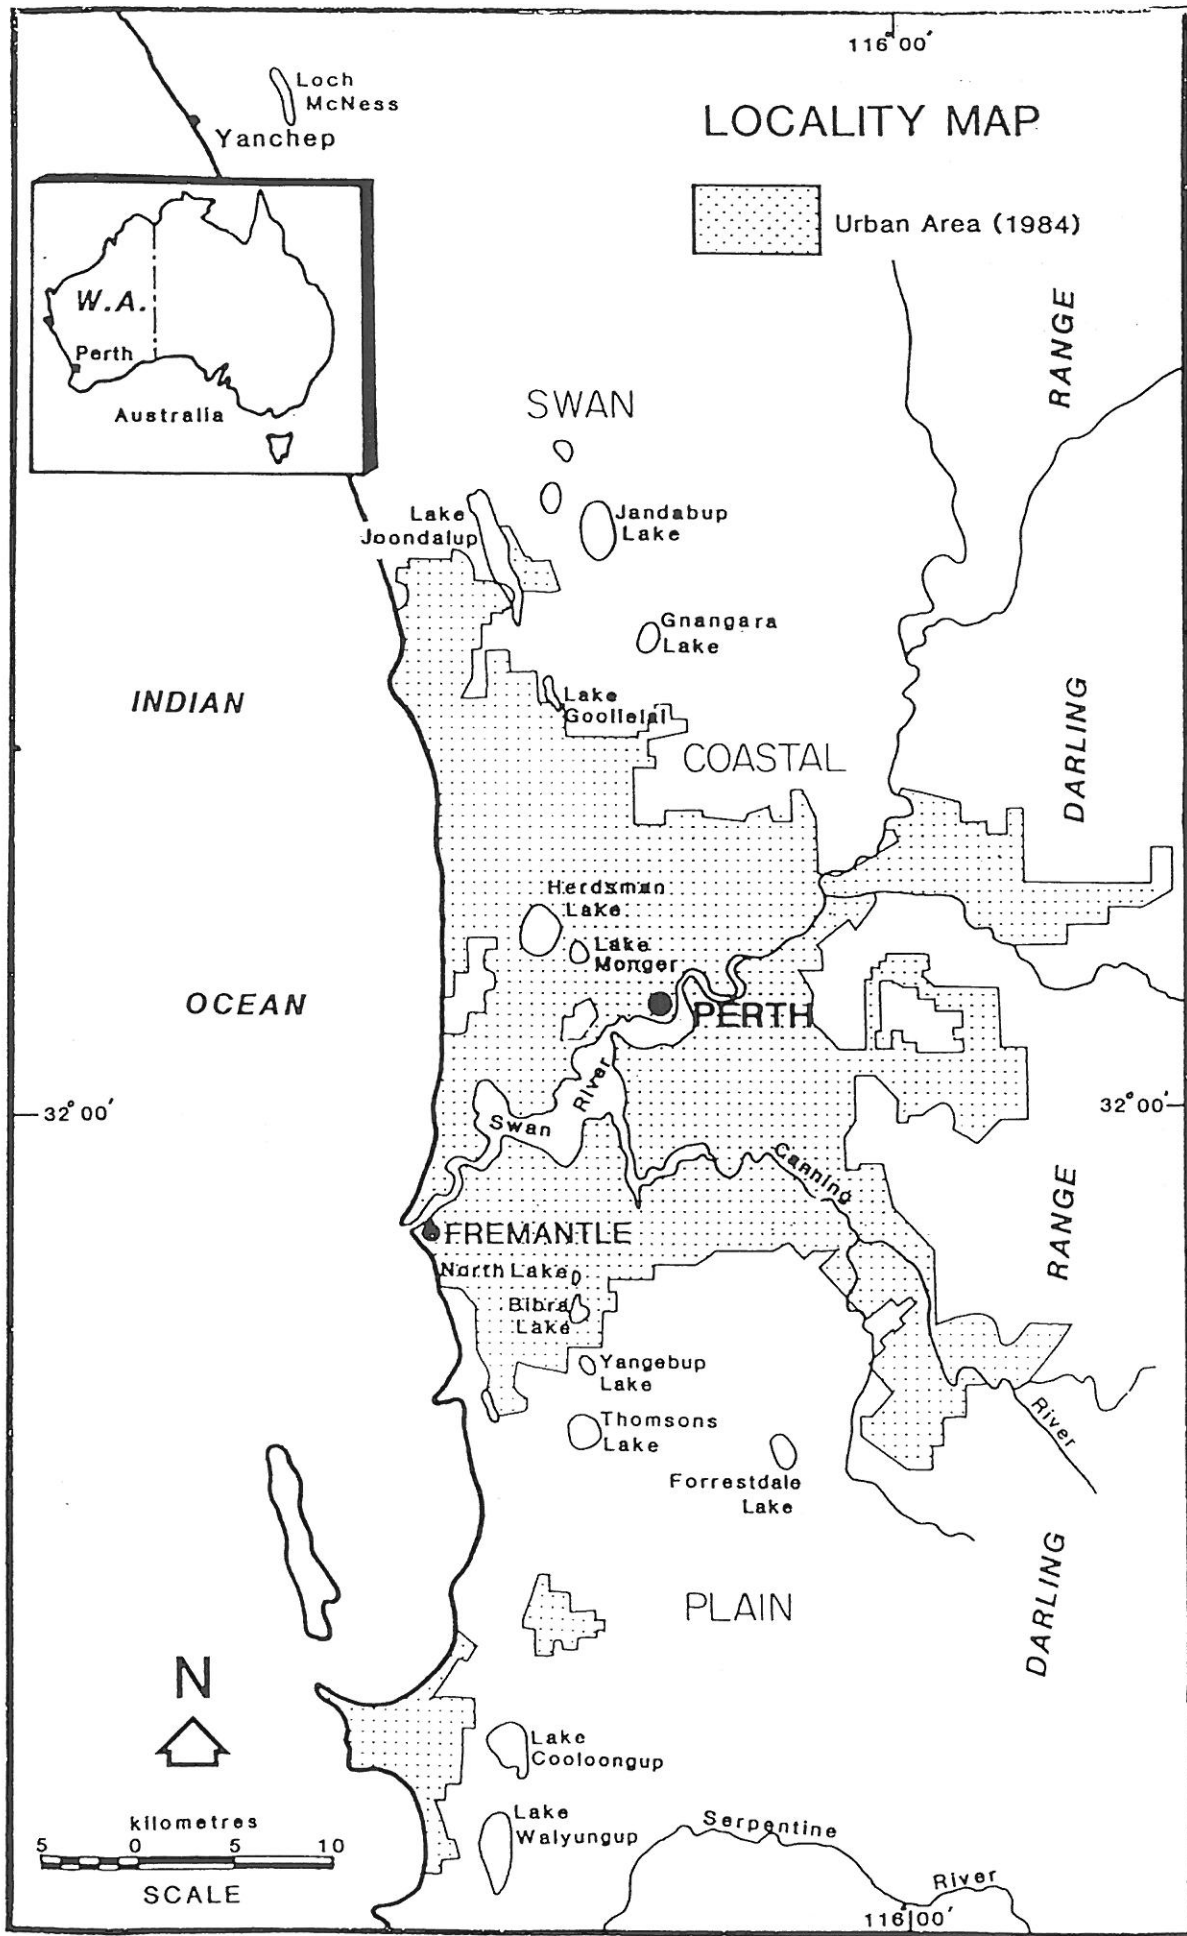 116°00'
Loch
McNess
Yanchep
LOCALITY MAP
Urban Area (1984)
W.A.
Perth
Australia
RANGE
SWAN
Lake
Joondalup
Jandabup
Lake
Gnangara
Lake
INDIAN
Lake
Goollelal
COASTAL
DARLING
Herdsman
Lake
Lake
Monger
OCEAN
PERTH
River
Swan
32°00'
32°00'
Canning
FREMANTLE
RANGE
North Lake
Bibra
Lake
Yangebup
Lake
Thomsons
Lake
River
Forrestdale
Lake
PLAIN
DARLING
N
Lake
Cooloongup
kilometres
5 0 5 10
SCALE
Lake
Walyungup
Serpentine
River
116°00'